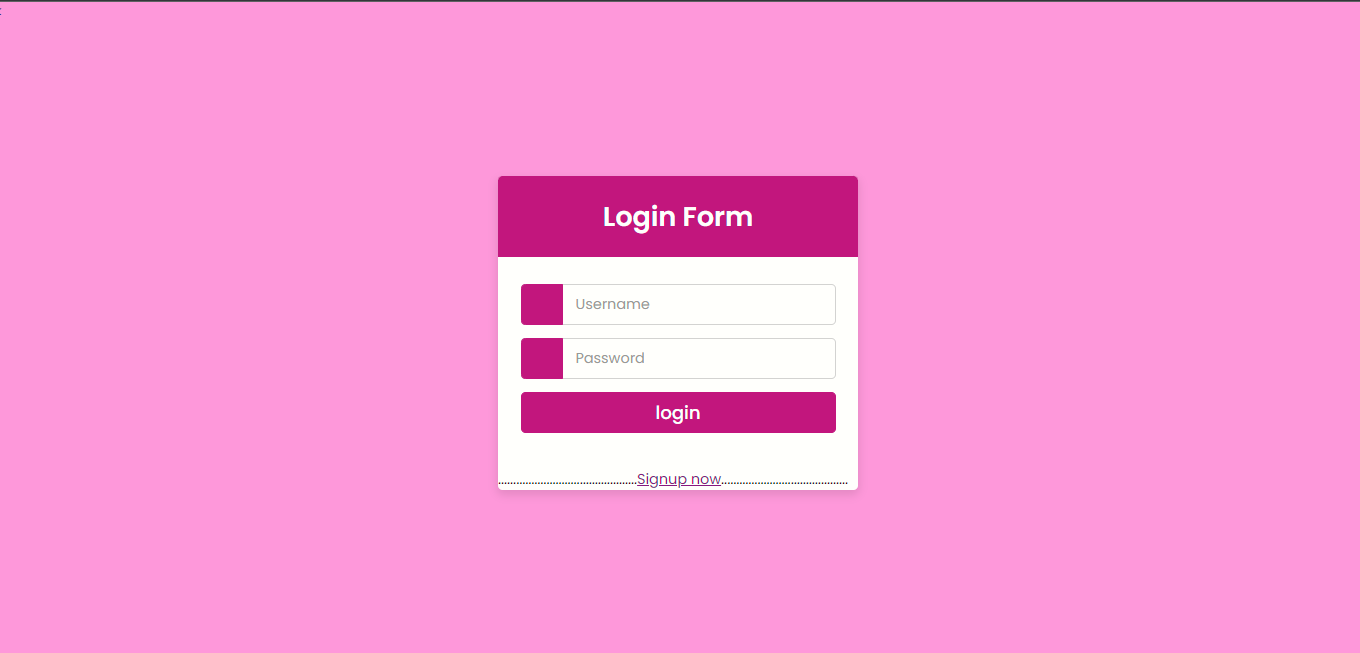 Login Form
Username
Password
login
..............................................Signup now..........................................